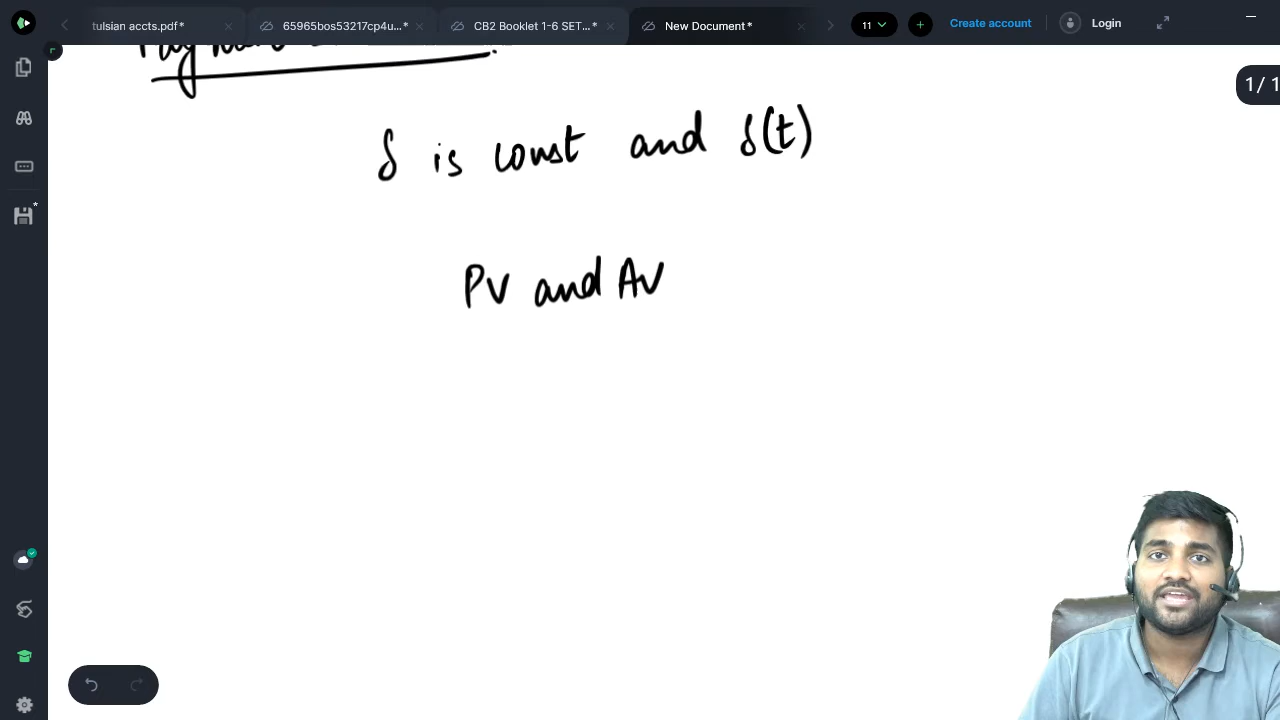 tulsian accts.pdf*
65965bos53217cp4u...*
CB2 Booklet 1-6 SET...*
New Document*
11
Create account
Login
1/1
δ is const and δ(t)
PV and AV